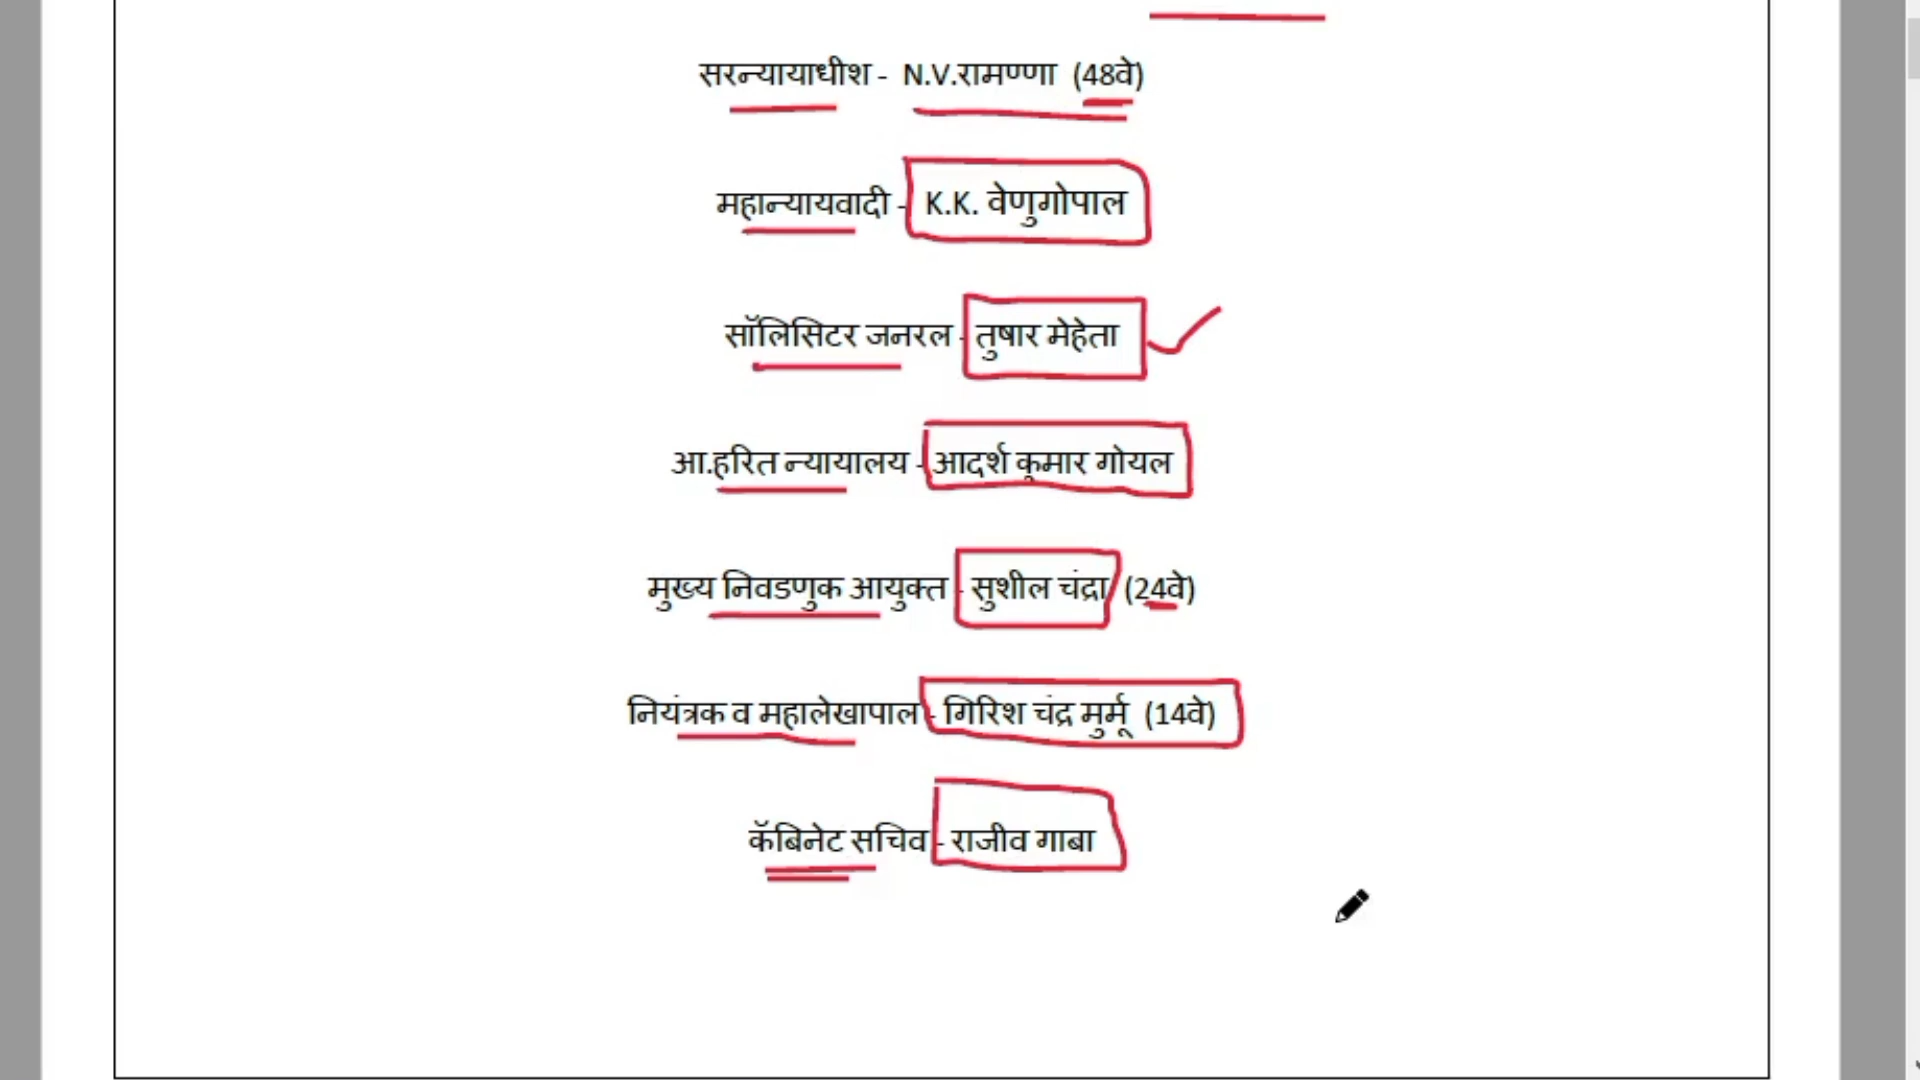 सरन्यायाधीश - N.V.रामण्णा (48वे)
महान्यायवादी - K.K. वेणुगोपाल
सॉलिसिटर जनरल - तुषार मेहेता
आ.हरित न्यायालय - आदर्श कुमार गोयल
मुख्य निवडणुक आयुक्त - सुशील चंद्रा (24वे)
नियंत्रक व महालेखापाल - गिरिश चंद्र मुर्मू (14वे)
कॅबिनेट सचिव - राजीव गाबा